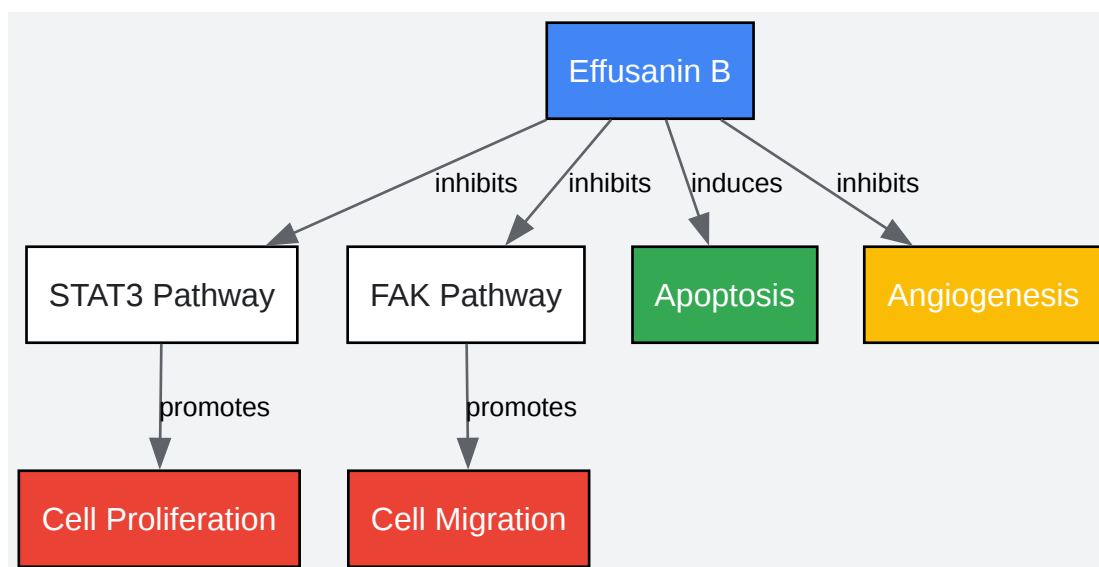 Effusanin B
inhibits
inhibits
induces
inhibits
STAT3 Pathway
FAK Pathway
Apoptosis
Angiogenesis
promotes
promotes
Cell Proliferation
Cell Migration